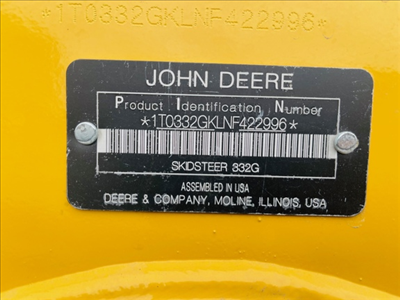 *1T0332GKLNF422996*
JOHN DEERE
Product Identification Number
*1T0332GKLNF422996*
SKIDSTEER 332G
ASSEMBLED IN USA
DEERE & COMPANY, MOLINE, ILLINOIS, USA